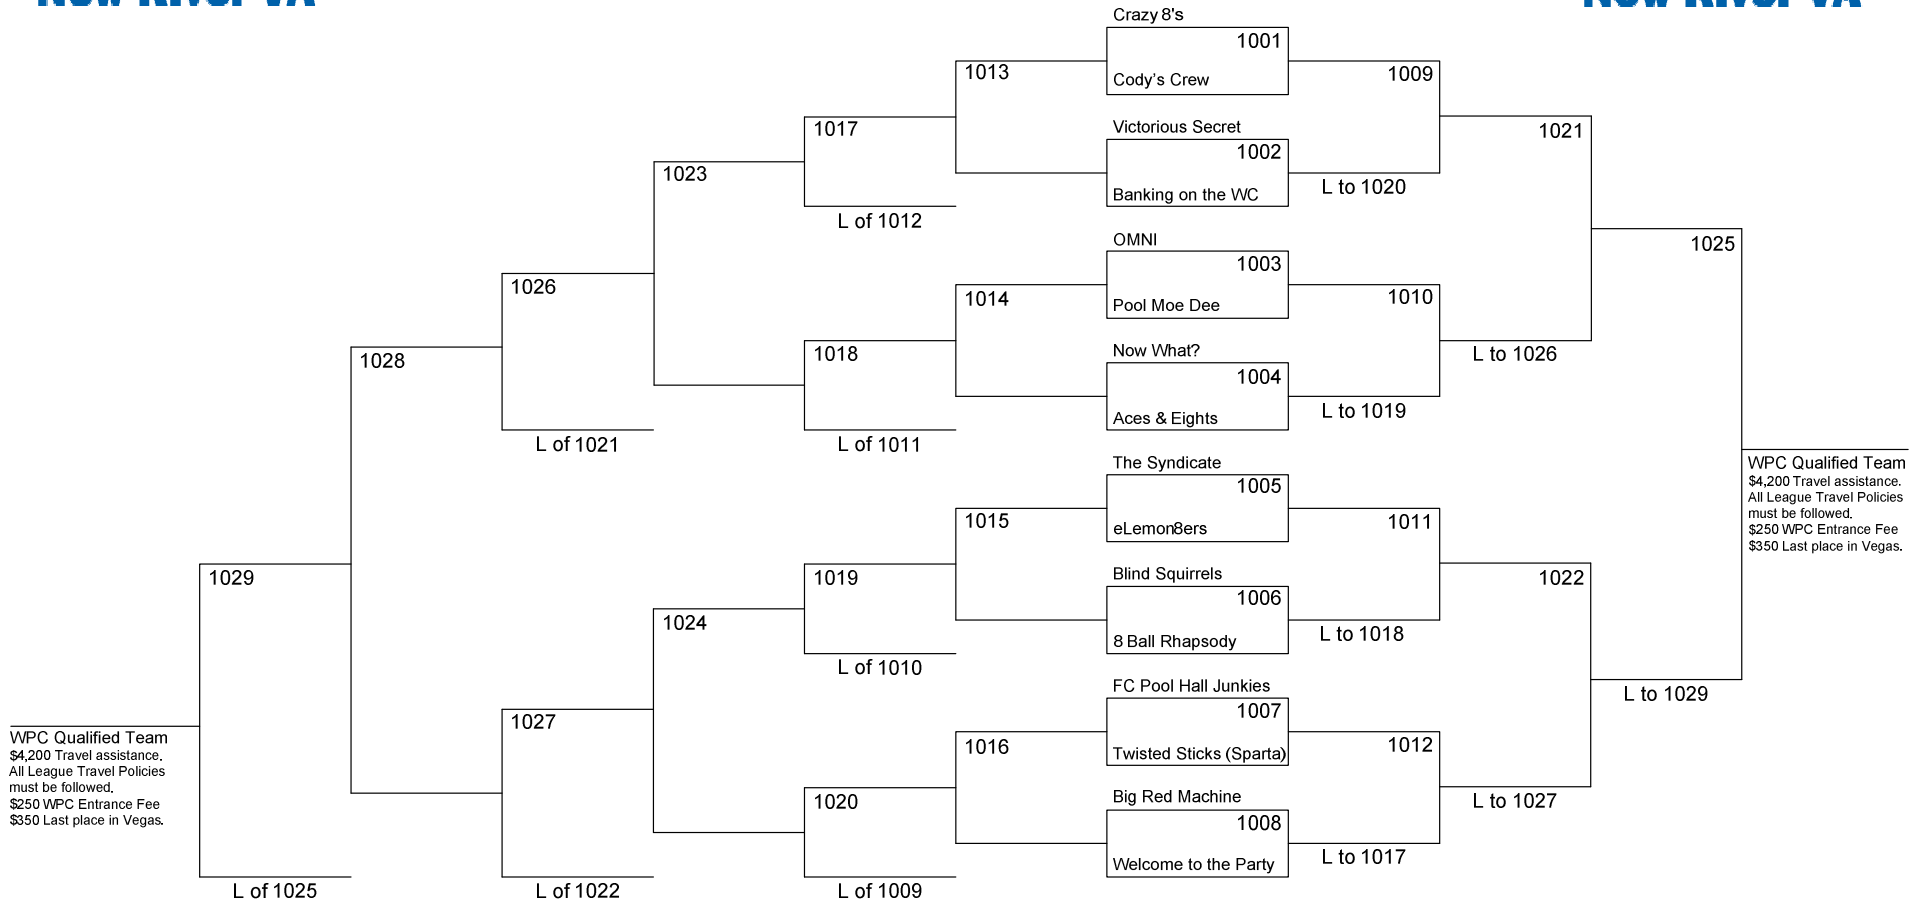 New River VA
New River VA
Crazy 8's
1001
Cody's Crew
1013
1009
1017
Victorious Secret
1002
Banking on the WC
1021
1023
L to 1020
L of 1012
OMNI
1003
Pool Moe Dee
1025
1026
1014
1010
Now What?
1004
Aces & Eights
1018
L to 1026
1028
L to 1019
L of 1021
L of 1011
The Syndicate
1005
eLemon8ers
WPC Qualified Team
$4,200 Travel assistance.
All League Travel Policies
must be followed.
$250 WPC Entrance Fee
$350 Last place in Vegas.
1015
1011
Blind Squirrels
1006
8 Ball Rhapsody
1029
1019
1022
1024
L to 1018
L of 1010
FC Pool Hall Junkies
1007
Twisted Sticks (Sparta)
L to 1029
1027
1016
1012
WPC Qualified Team
$4,200 Travel assistance.
All League Travel Policies
must be followed.
$250 WPC Entrance Fee
$350 Last place in Vegas.
Big Red Machine
1008
Welcome to the Party
1020
L to 1027
L to 1017
L of 1025
L of 1022
L of 1009